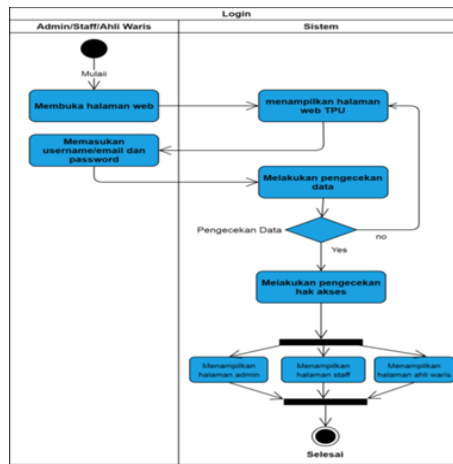 Login
Admin/Staff/Ahli Waris
Sistem
Mulaii
Membuka halaman web
menampilkan halaman
web TPU
Memasukan
username/email dan
password
Melakukan pengecekan
data
Pengecekan Data
no
Yes
Melakukan pengecekan
hak akses
Menampilkan
halaman admin
Menampilkan
halaman staff
Menampilkan
halaman ahli waris
Selesai